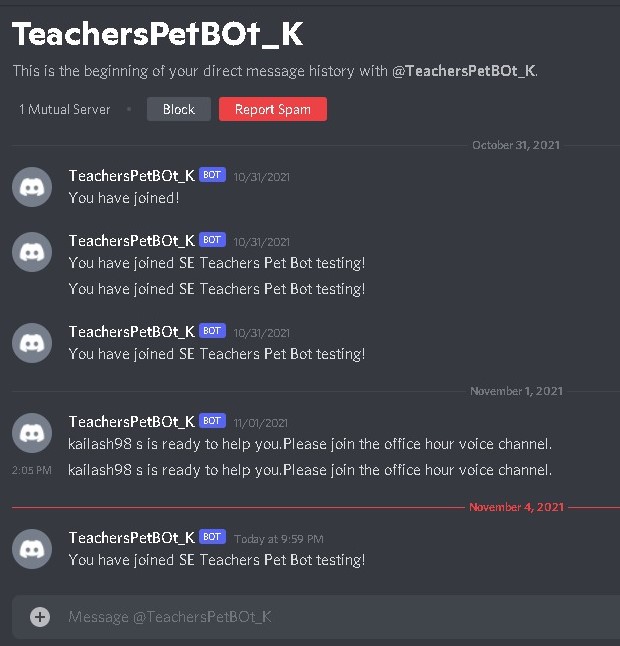 TeachersPetBOt_K
This is the beginning of your direct message history with @TeachersPetBOt_K.
1 Mutual Server • Block Report Spam
October 31, 2021
TeachersPetBOt_K BOT 10/31/2021
You have joined!
TeachersPetBOt_K BOT 10/31/2021
You have joined SE Teachers Pet Bot testing!
You have joined SE Teachers Pet Bot testing!
TeachersPetBOt_K BOT 10/31/2021
You have joined SE Teachers Pet Bot testing!
November 1, 2021
TeachersPetBOt_K BOT 11/01/2021
kailash98 s is ready to help you.Please join the office hour voice channel.
2:05 PM kailash98 s is ready to help you.Please join the office hour voice channel.
November 4, 2021
TeachersPetBOt_K BOT Today at 9:59 PM
You have joined SE Teachers Pet Bot testing!
Message @TeachersPetBOt_K